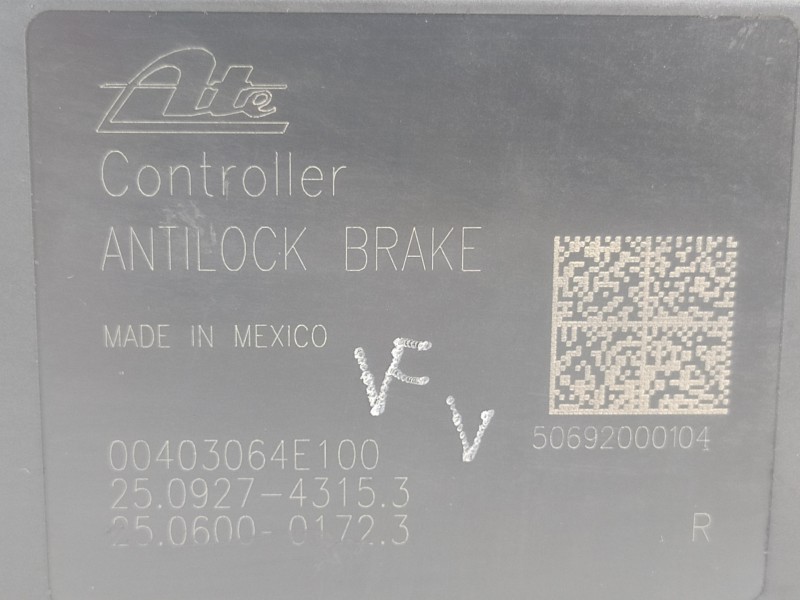 Ate
Controller
ANTILOCK BRAKE
MADE IN MEXICO
VF
V
50692000104
00403064E100
25.0927-4315.3
25.0600-0172.3
R